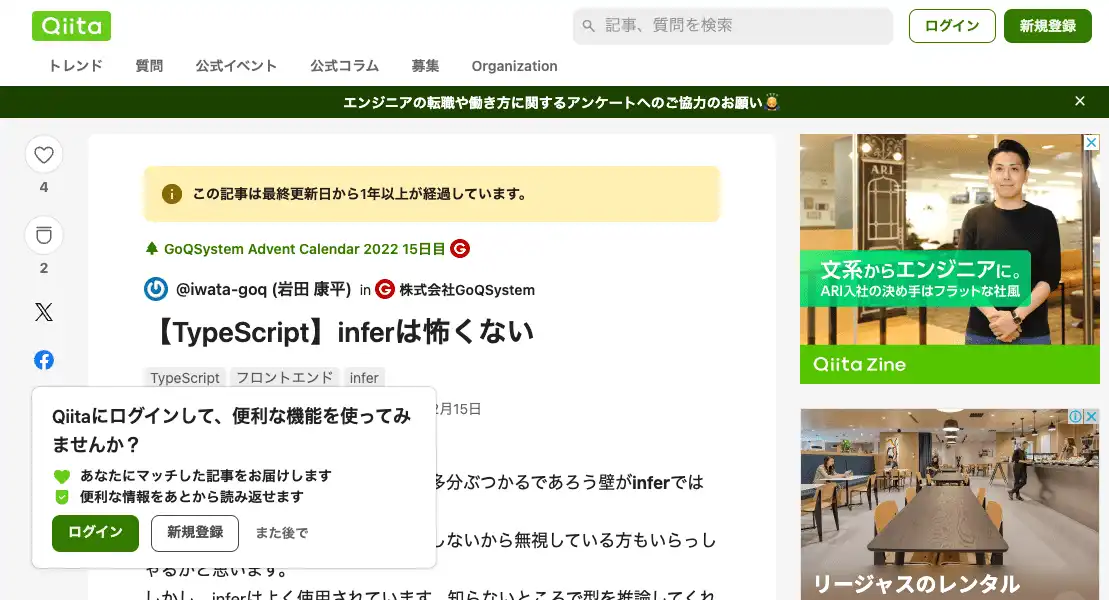 Qiita
記事、質問を検索
ログイン
新規登録
トレンド
質問
公式イベント
公式コラム
募集
Organization
エンジニアの転職や働き方に関するアンケートへのご協力のお願い
4
2
この記事は最終更新日から1年以上が経過しています。
GoQSystem Advent Calendar 2022 15日目
@iwata-goq (岩田 康平) in 株式会社GoQSystem
【TypeScript】inferは怖くない
TypeScript フロントエンド infer
月15日
Qiitaにログインして、便利な機能を使ってみ
ませんか？
あなたにマッチした記事をお届けします
便利な情報をあとから読み返せます
ログイン
新規登録
また後で
多分ぶつかるであろう壁がinferでは
しないから無視している方もいらっし
やるかと思います。
しかし、inferはよく使用されています。知らないところで型を推論してくれ
ARI
文系からエンジニアに。
ARI入社の決め手はフラットな社風
Qiita Zine
リージャスのレンタル